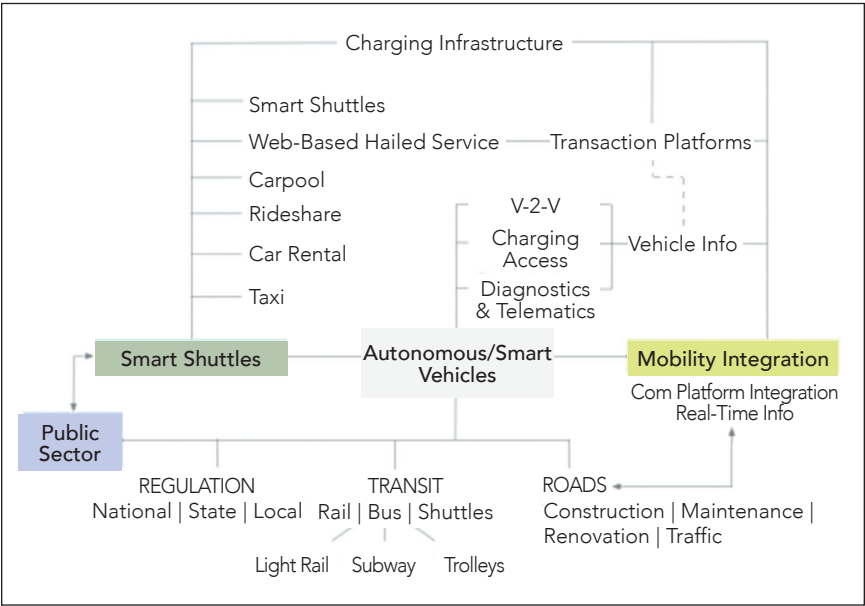 Charging Infrastructure
Smart Shuttles
Web-Based Hailed Service
Transaction Platforms
Carpool
Rideshare
Car Rental
Taxi
V-2-V
Charging
Access
Diagnostics
& Telematics
Vehicle Info
Smart Shuttles
Autonomous/Smart
Vehicles
Mobility Integration
Com Platform Integration
Real-Time Info
Public
Sector
REGULATION
National | State | Local
TRANSIT
Rail | Bus | Shuttles
Light Rail
Subway
Trolleys
ROADS
Construction | Maintenance |
Renovation | Traffic